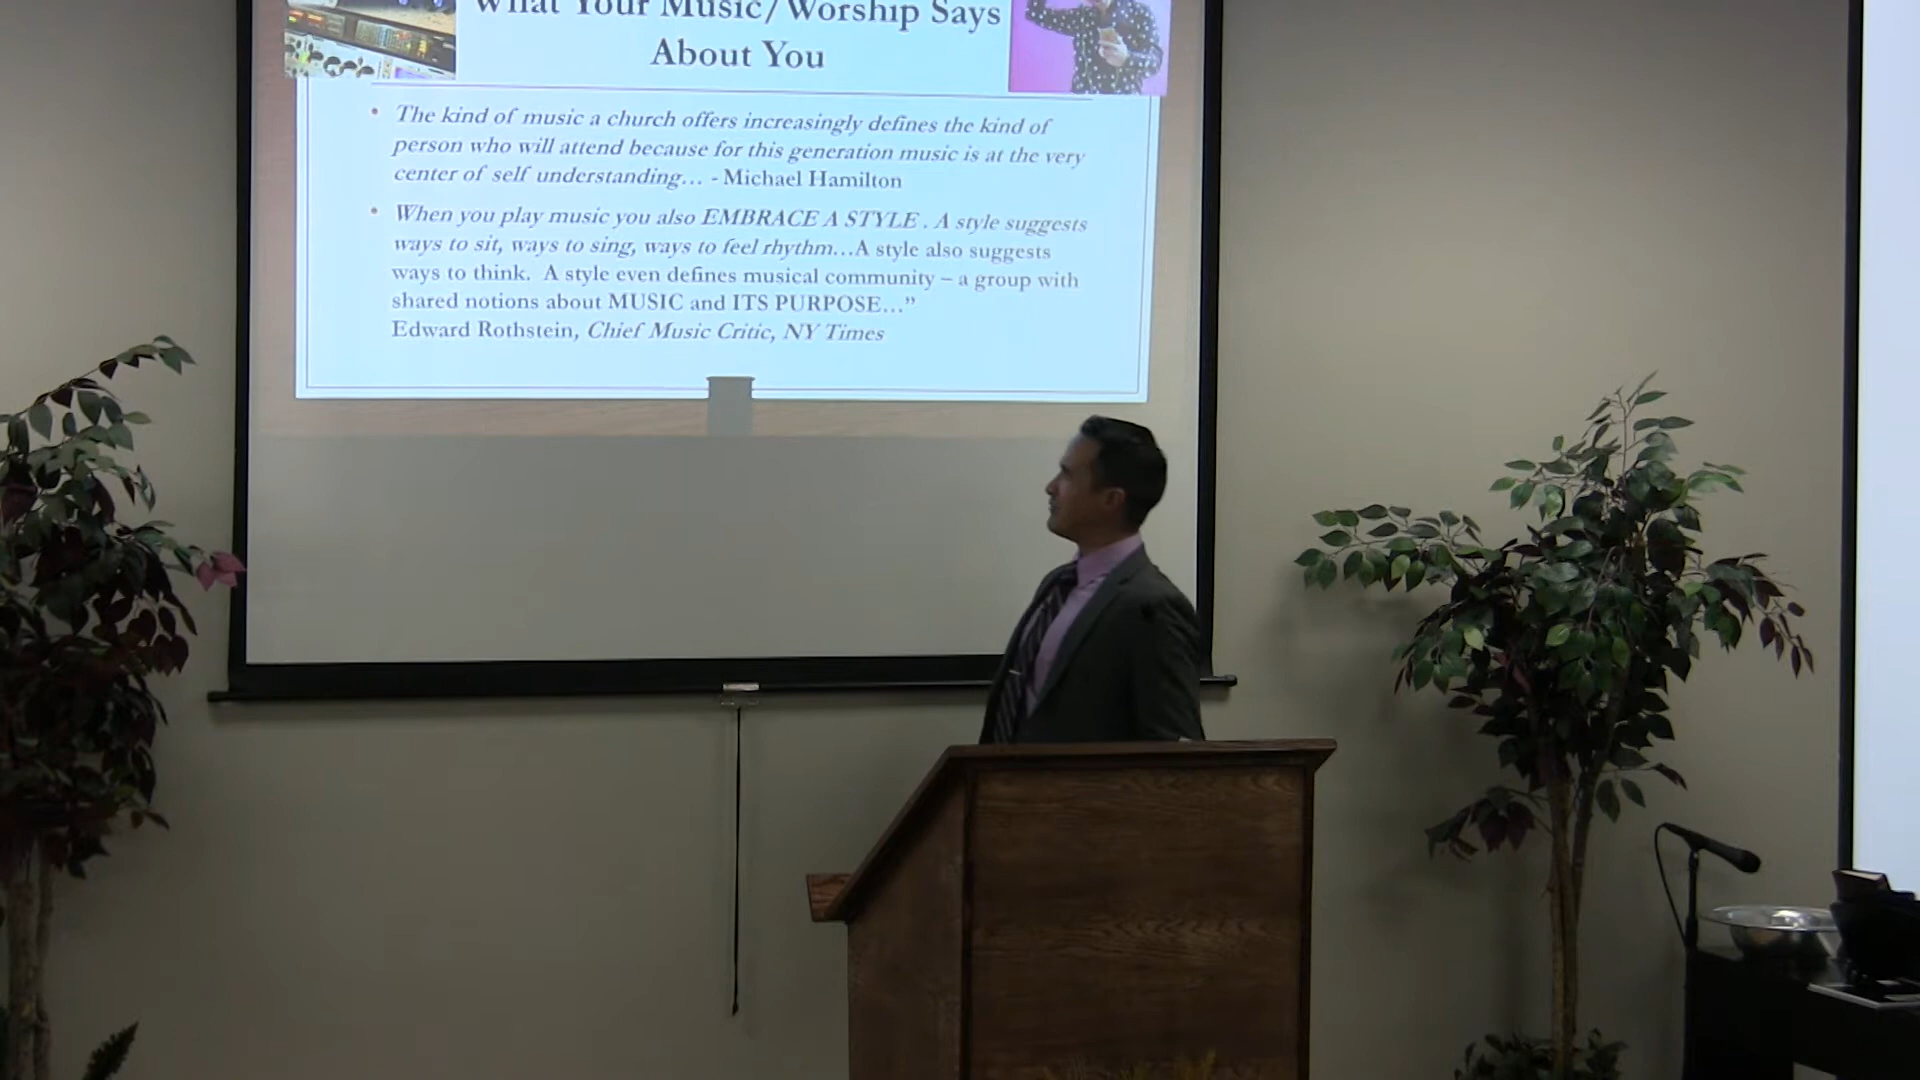 What Your Music/Worship Says
About You
• The kind of music a church offers increasingly defines the kind of
person who will attend because for this generation music is at the very
center of self understanding… - Michael Hamilton
• When you play music you also EMBRACE A STYLE . A style suggests
ways to sit, ways to sing, ways to feel rhythm…A style also suggests
ways to think. A style even defines musical community – a group with
shared notions about MUSIC and ITS PURPOSE…”
Edward Rothstein, Chief Music Critic, NY Times